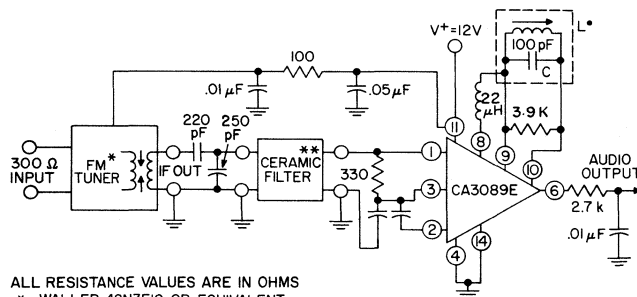 V+=12V
L*
100
100 pF
C
.01 μF
.05 μF
22 μH
3.9 K
220 pF
250 pF
11
8
9
10
300 Ω INPUT
FM* TUNER
IF OUT
**
CERAMIC FILTER
330
1
3
2
CA3089E
6
4
14
AUDIO OUTPUT
2.7 k
.01 μF
ALL RESISTANCE VALUES ARE IN OHMS